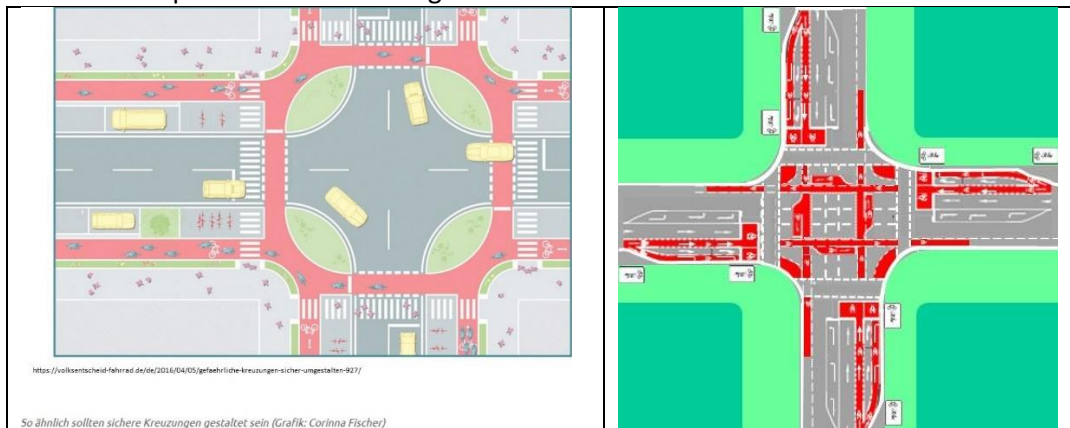 https://volksentscheid-fahrrad.de/de/2016/04/05/gefaehrliche-kreuzungen-sicher-umgestalten-927/
So ähnlich sollten sichere Kreuzungen gestaltet sein (Grafik: Corinna Fischer)